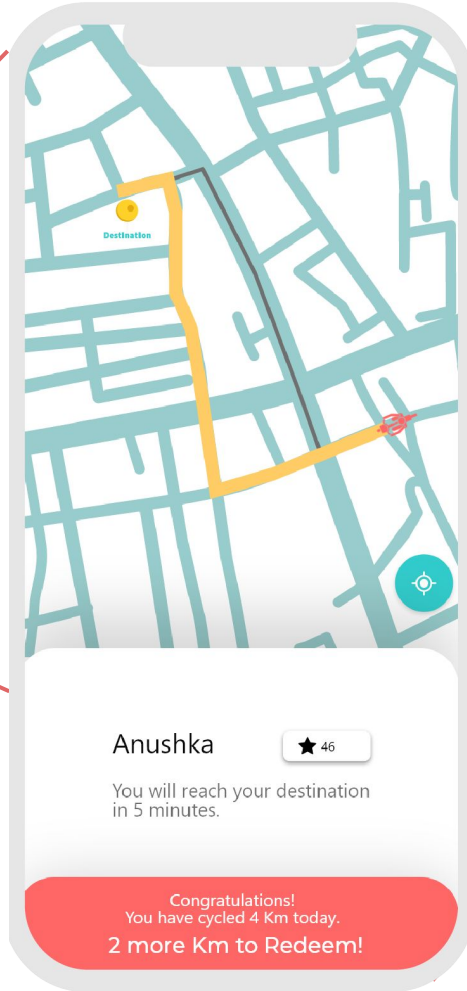 Destination
Anushka
46
You will reach your destination
in 5 minutes.
Congratulations!
You have cycled 4 Km today.
2 more Km to Redeem!